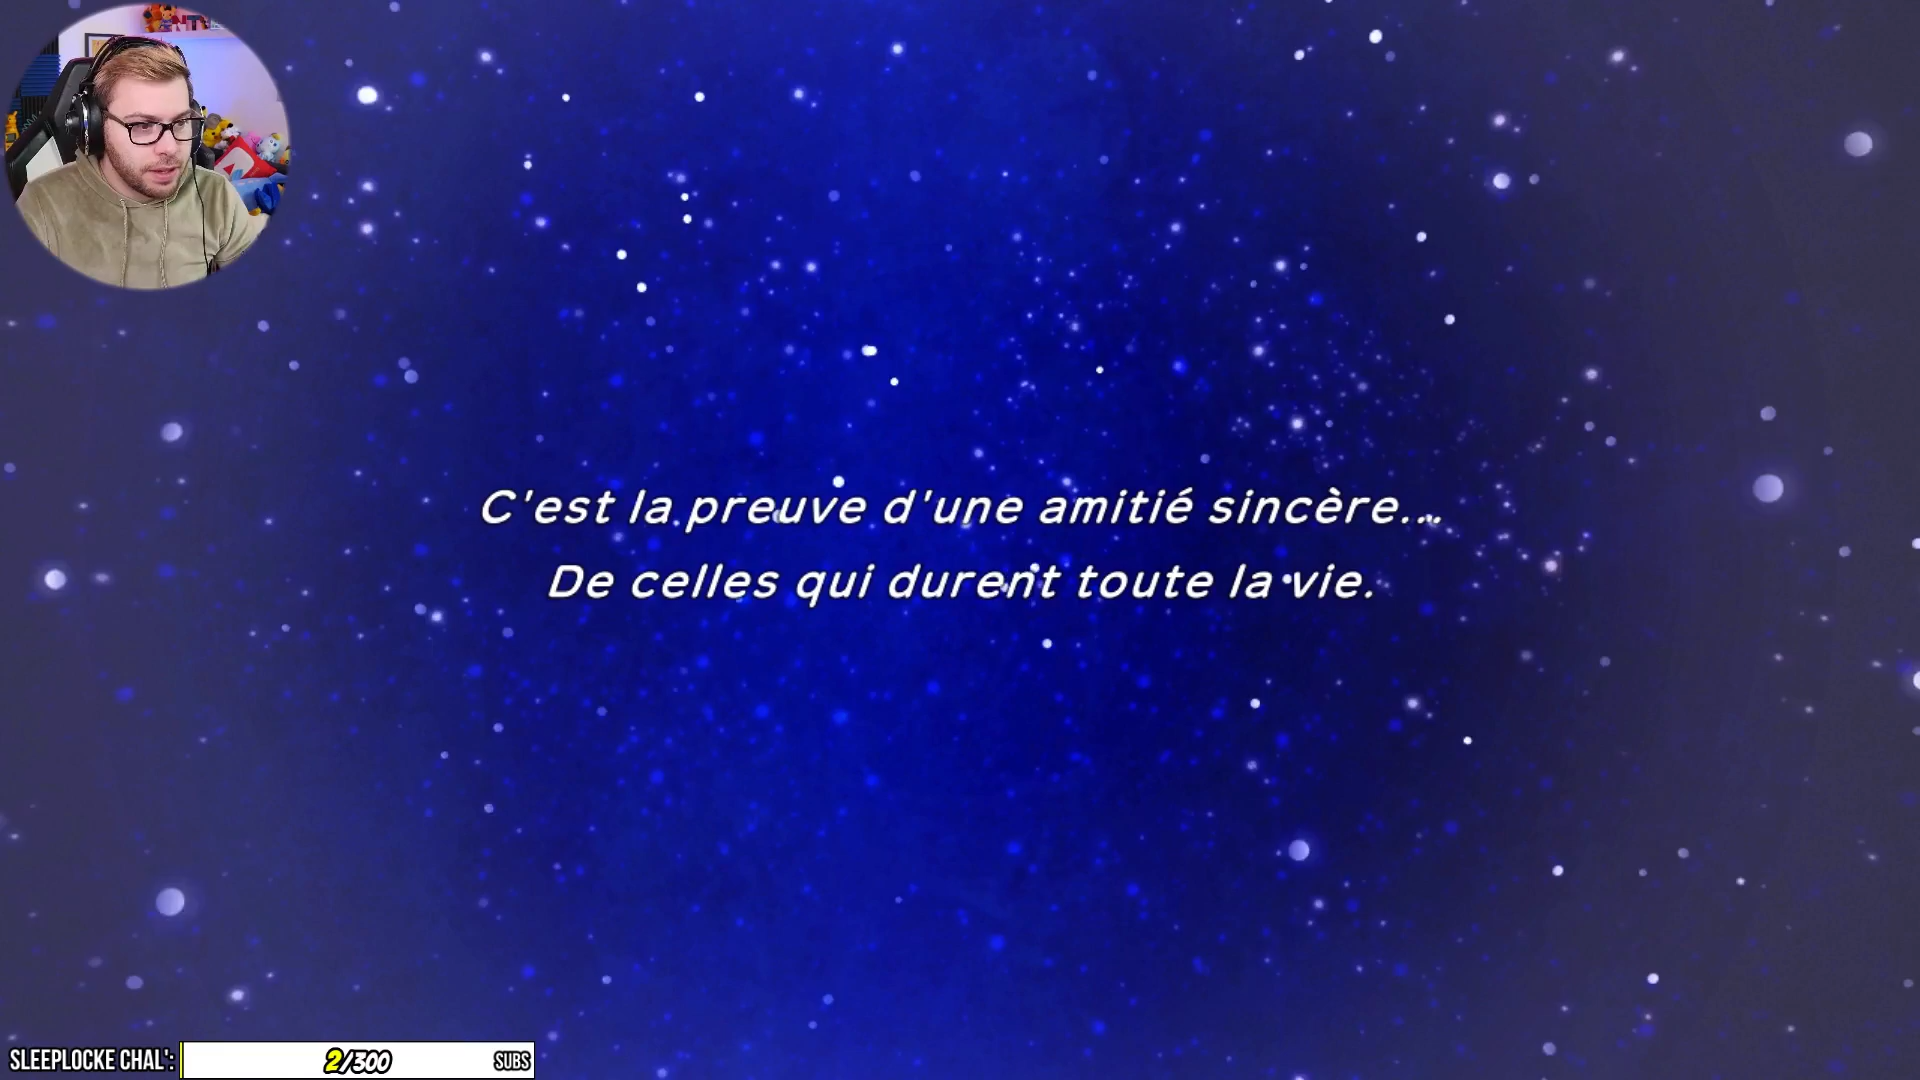 C'est la preuve d'une amitié sincère...
De celles qui durent toute la vie.
SLEEPLOCKE CHAL': 2/300 SUBS